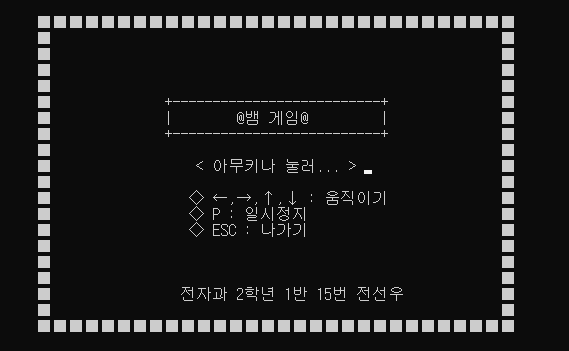 @뱀 게임@
< 아무키나 눌러... >
◇ ←,→,↑,↓ : 움직이기
◇ P : 일시정지
◇ ESC : 나가기
전자과 2학년 1반 15번 전선우